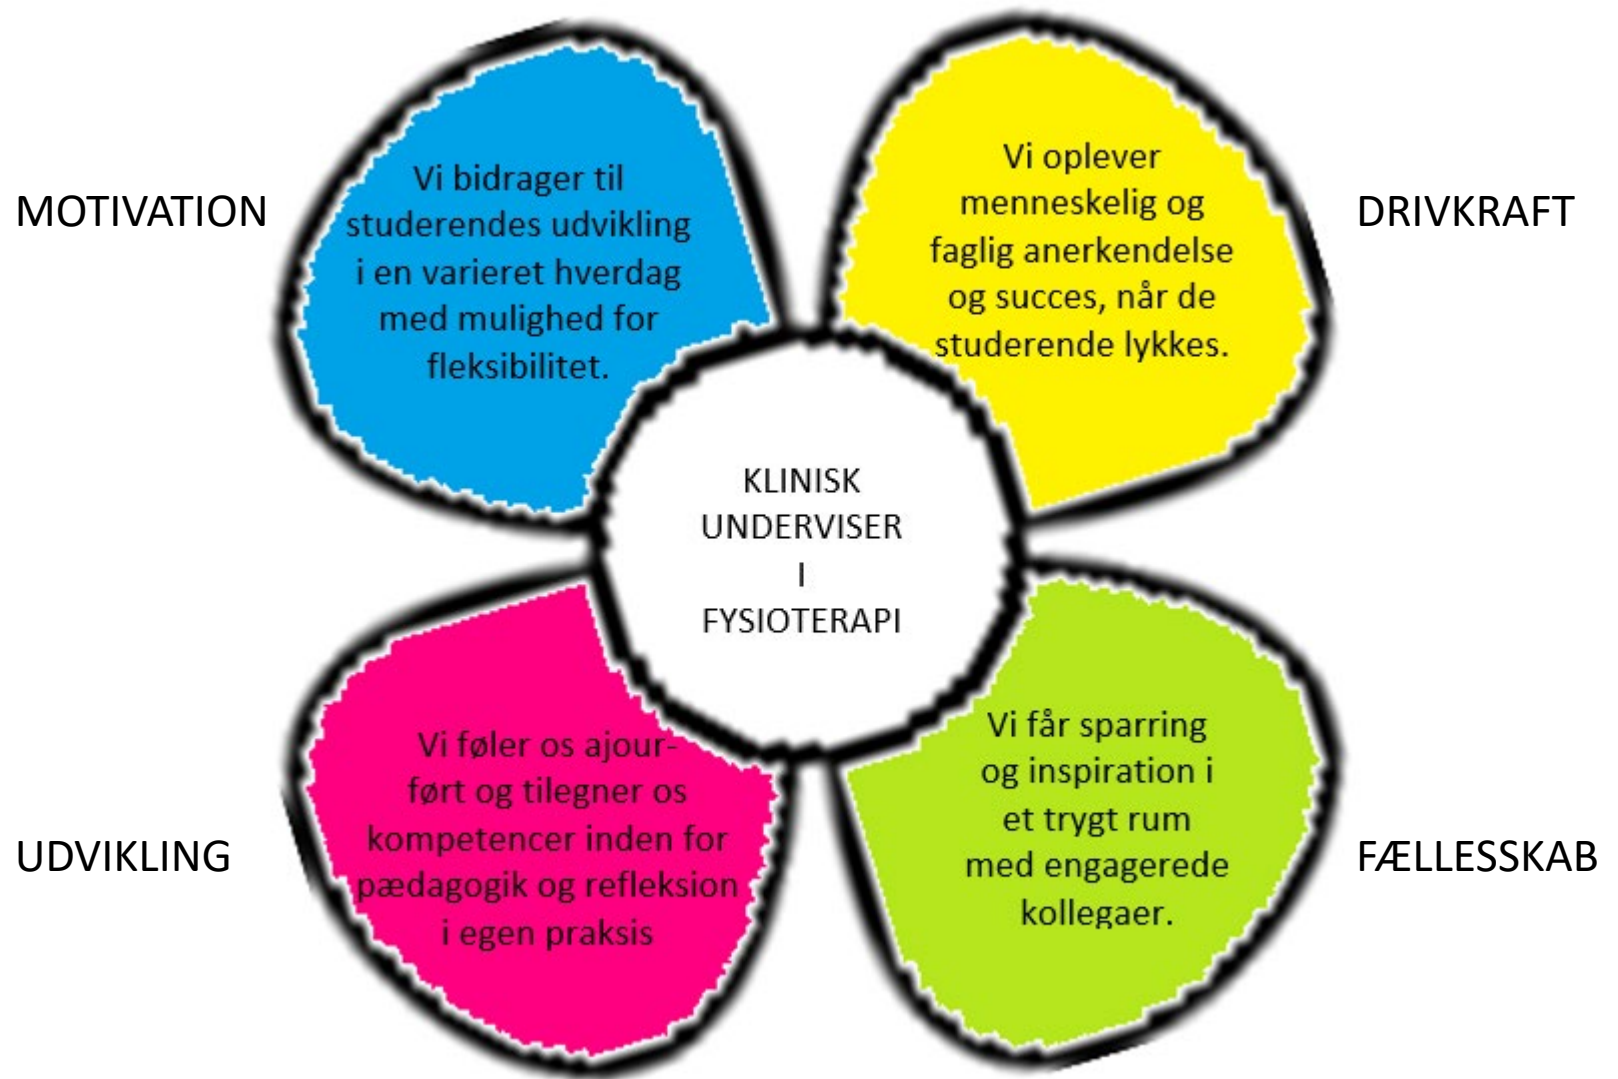 MOTIVATION
Vi bidrager til
studerendes udvikling
i en varieret hverdag
med mulighed for
fleksibilitet.
DRIVKRAFT
Vi oplever
menneskelig og
faglig anerkendelse
og succes, når de
studerende lykkes.
KLINISK
UNDERVISER
I
FYSIOTERAPI
UDVIKLING
Vi føler os ajour-
ført og tilegner os
kompetencer inden for
pædagogik og refleksion
i egen praksis
FÆLLESSKAB
Vi får sparring
og inspiration i
et trygt rum
med engagerede
kollegaer.